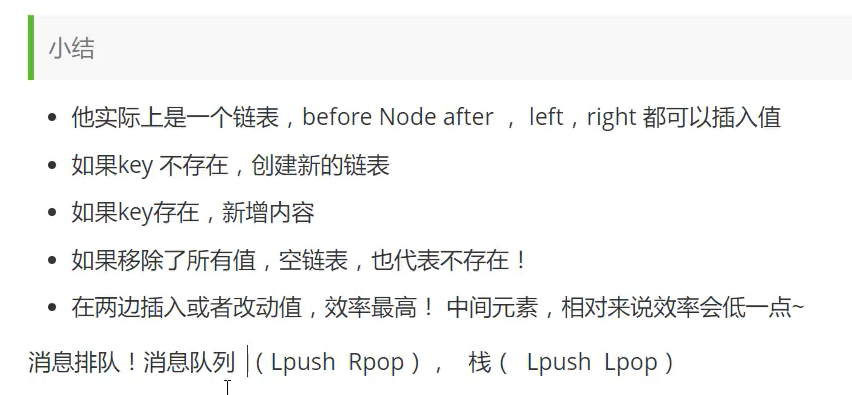 小结
他实际上是一个链表，before Node after ， left，right 都可以插入值
如果key 不存在，创建新的链表
如果key存在，新增内容
如果移除了所有值，空链表，也代表不存在！
在两边插入或者改动值，效率最高！ 中间元素，相对来说效率会低一点~
消息排队！消息队列 （Lpush Rpop）， 栈（ Lpush Lpop）